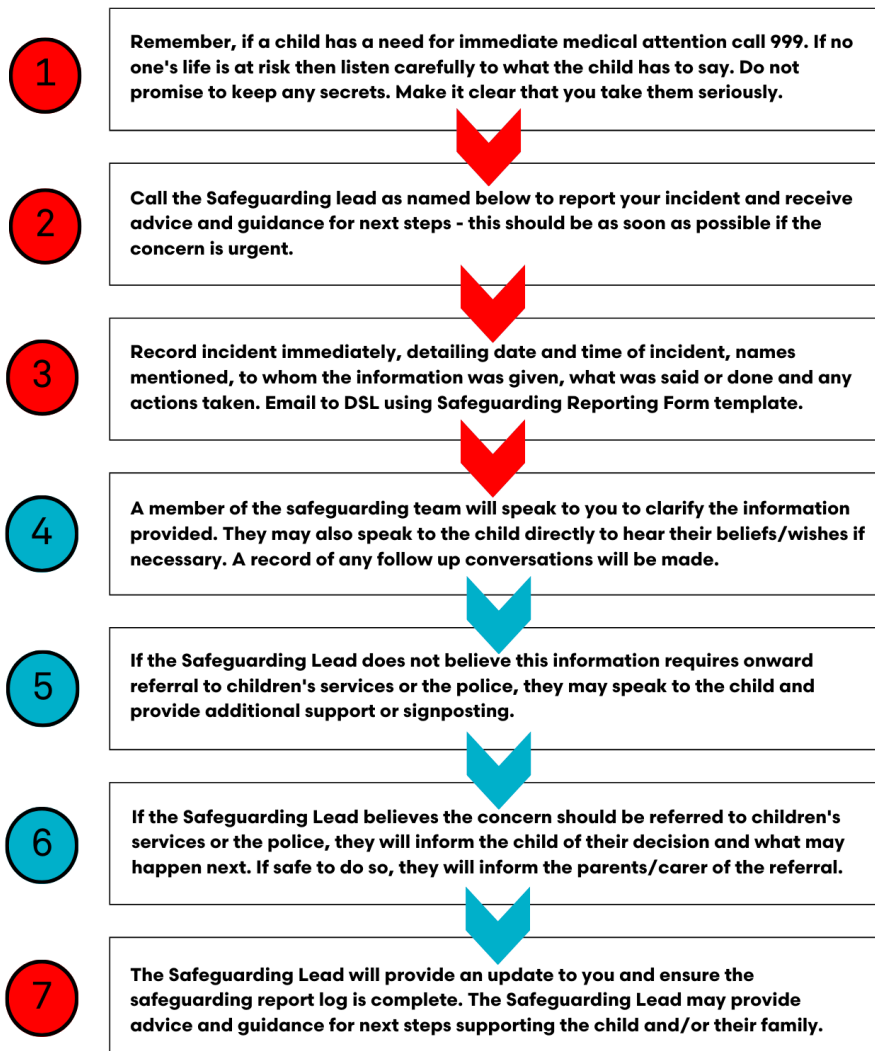 1
Remember, if a child has a need for immediate medical attention call 999. If no
one's life is at risk then listen carefully to what the child has to say. Do not
promise to keep any secrets. Make it clear that you take them seriously.
2
Call the Safeguarding lead as named below to report your incident and receive
advice and guidance for next steps - this should be as soon as possible if the
concern is urgent.
3
Record incident immediately, detailing date and time of incident, names
mentioned, to whom the information was given, what was said or done and any
actions taken. Email to DSL using Safeguarding Reporting Form template.
4
A member of the safeguarding team will speak to you to clarify the information
provided. They may also speak to the child directly to hear their beliefs/wishes if
necessary. A record of any follow up conversations will be made.
5
If the Safeguarding Lead does not believe this information requires onward
referral to children's services or the police, they may speak to the child and
provide additional support or signposting.
6
If the Safeguarding Lead believes the concern should be referred to children's
services or the police, they will inform the child of their decision and what may
happen next. If safe to do so, they will inform the parents/carer of the referral.
7
The Safeguarding Lead will provide an update to you and ensure the
safeguarding report log is complete. The Safeguarding Lead may provide
advice and guidance for next steps supporting the child and/or their family.